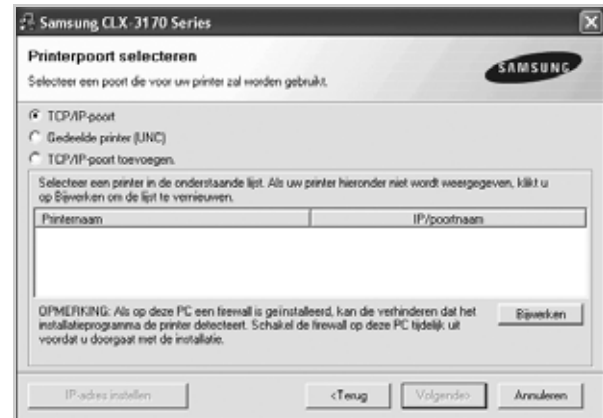 Samsung CLX-3170 Series
Printerpoort selecteren
Selecteer een poort die voor uw printer zal worden gebruikt.
SAMSUNG
TCP/IP-poort
Gedeelde printer (UNC)
TCP/IP-poort toevoegen.
Selecteer een printer in de onderstaande lijst. Als uw printer hieronder niet wordt weergegeven, klikt u
op Bijwerken om de lijst te vernieuwen.
Printernaam IP/poortnaam
OPMERKING: Als op deze PC een firewall is geïnstalleerd, kan die verhinderen dat het
installatieprogramma de printer detecteert. Schakel de firewall op deze PC tijdelijk uit
voordat u doorgaat met de installatie.
Bijwerken
IP-adres instellen <Terug Volgende> Annuleren